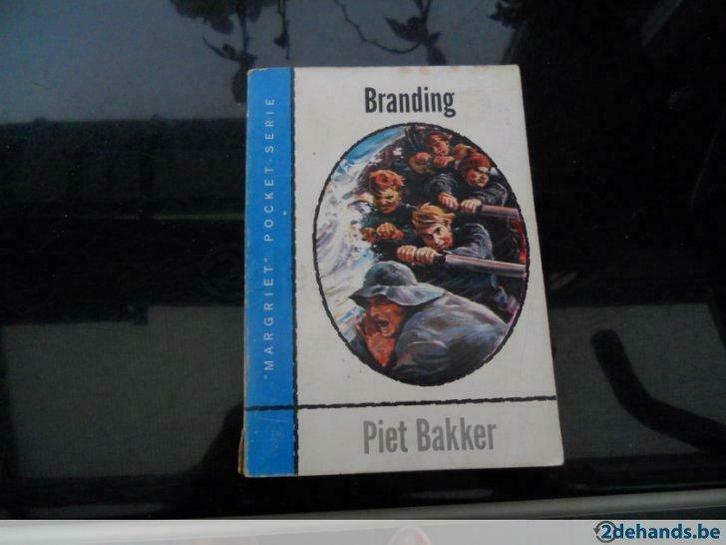 Branding
"MARGRIET" POCKET-SERIE
Piet Bakker
2dehands.be